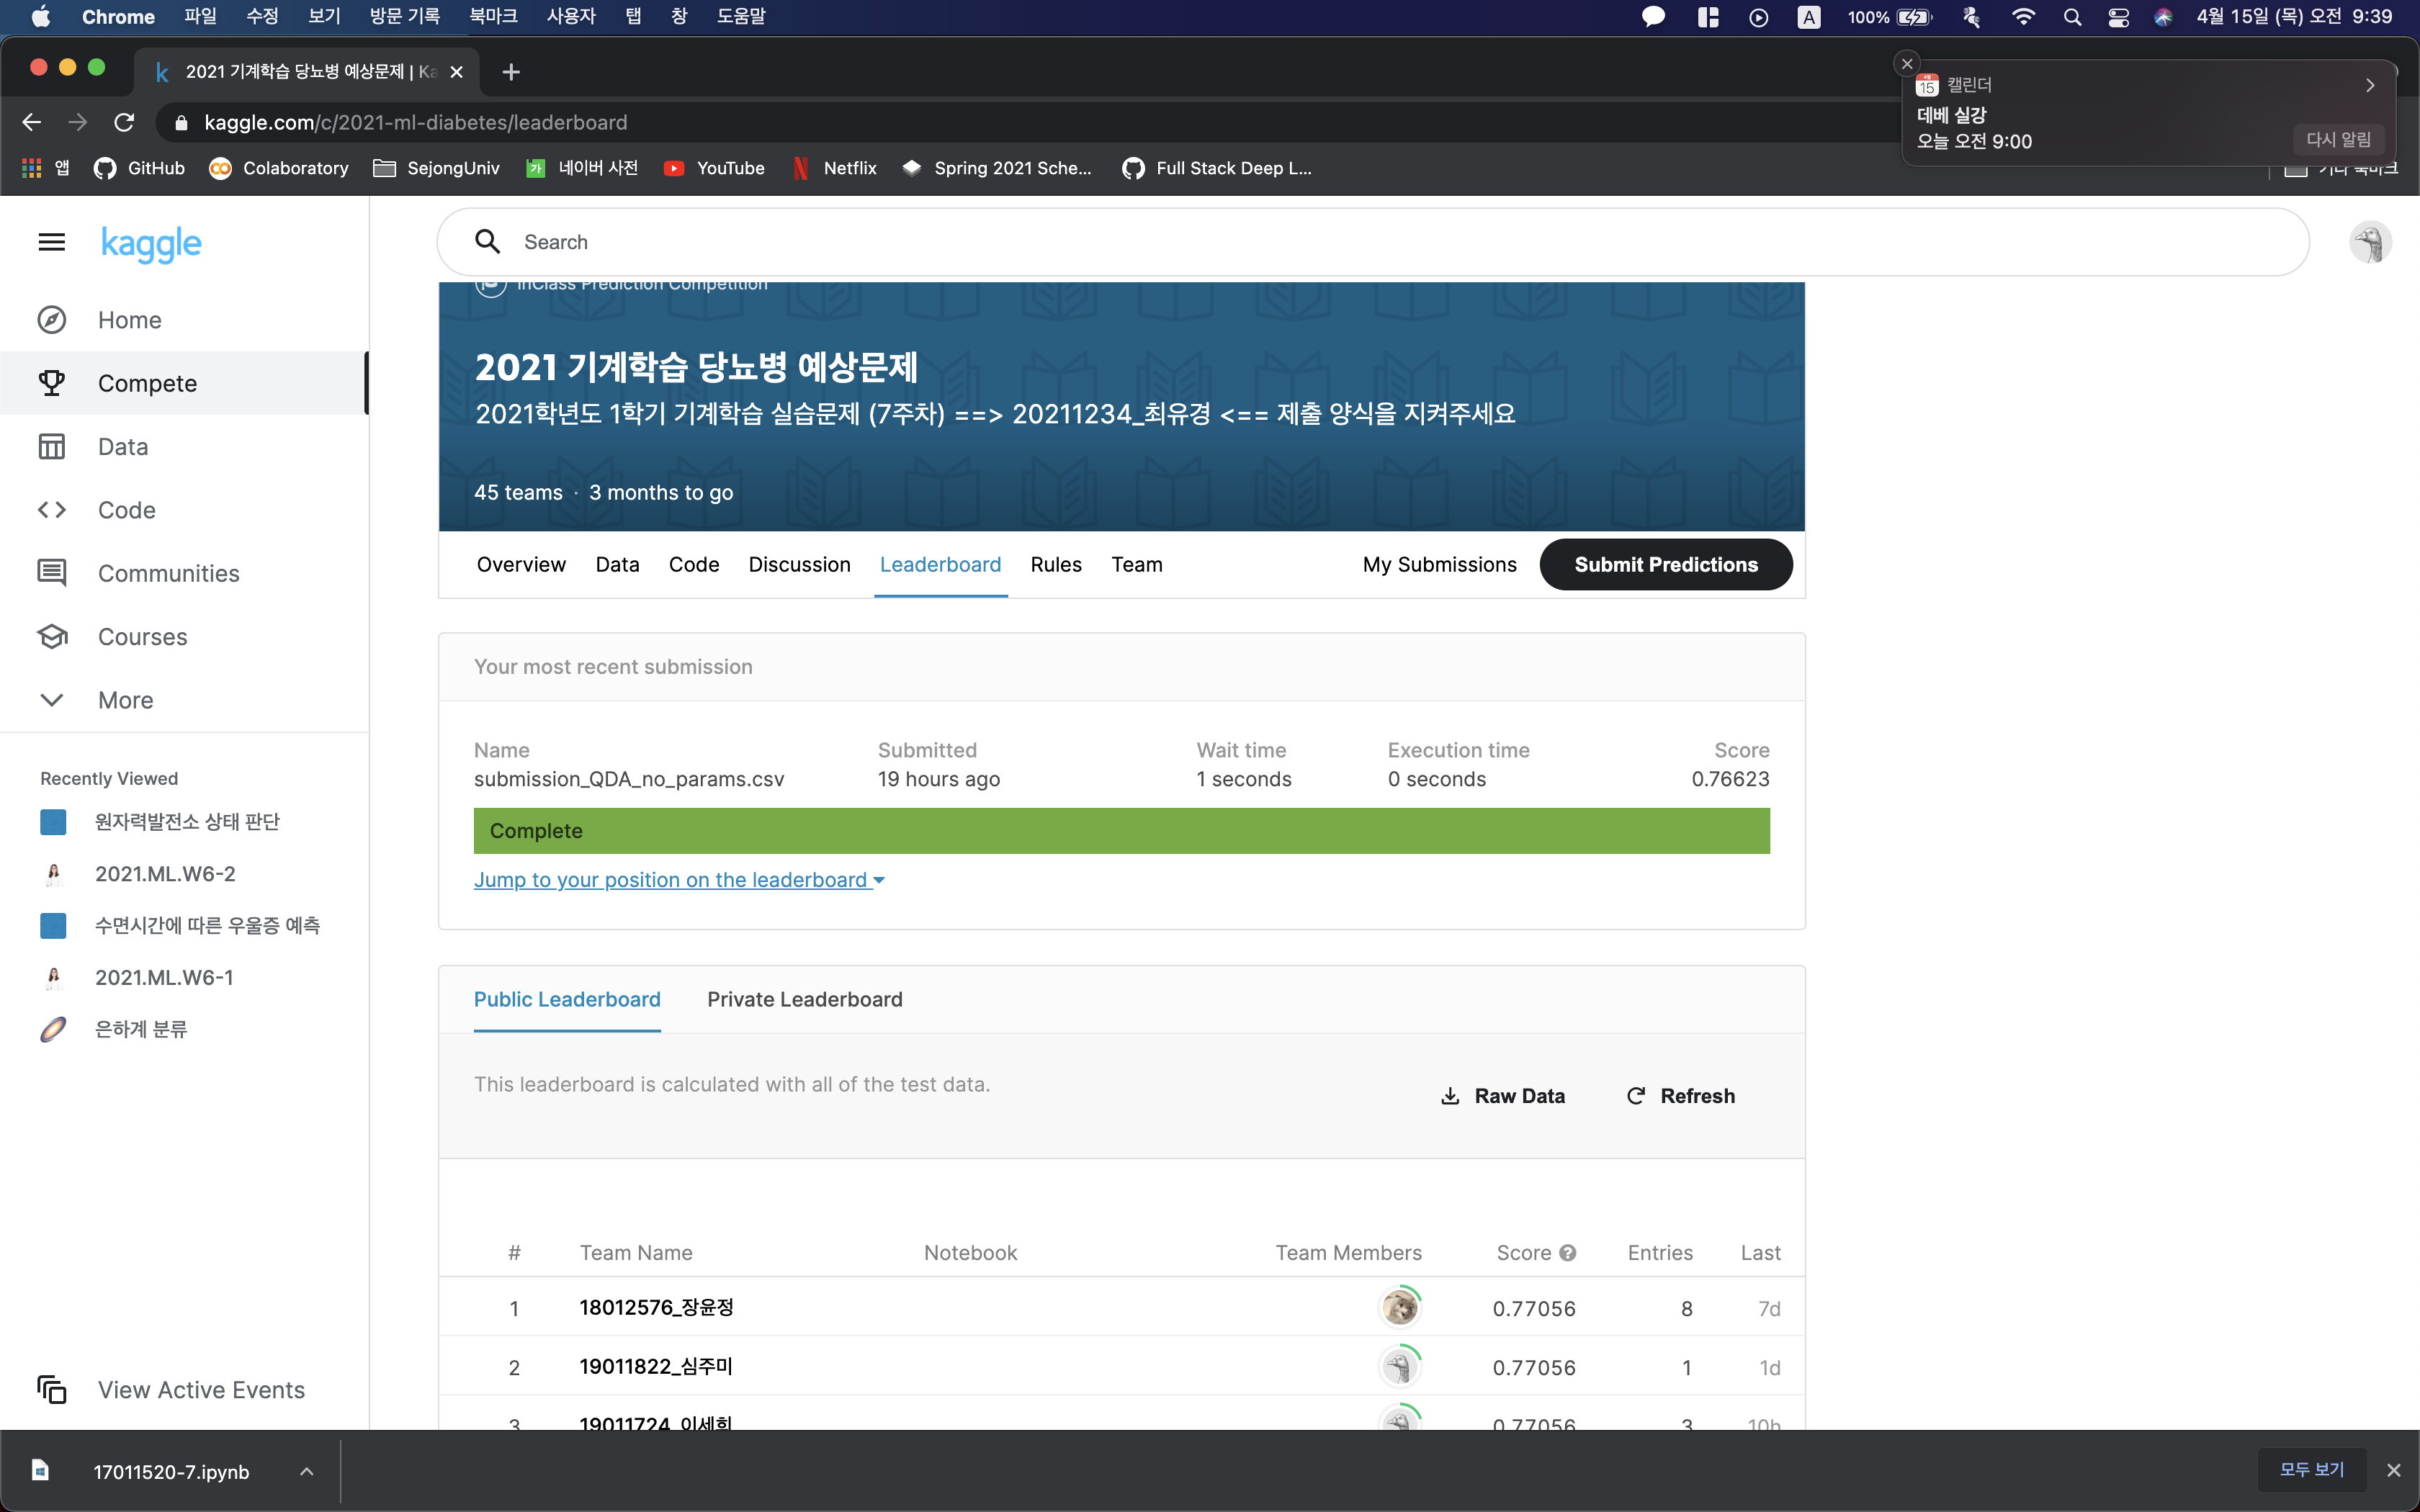 Chrome 파일 수정 보기 방문 기록 북마크 사용자 탭 창 도움말 A 100% 4월 15일 (목) 오전 9:39
2021 기계학습 당뇨병 예상문제 | Ka
kaggle.com/c/2021-ml-diabetes/leaderboard
15 캘린더
데베 실강
오늘 오전 9:00
다시 알림
앱 GitHub Colaboratory SejongUniv 네이버 사전 YouTube Netflix Spring 2021 Sche... Full Stack Deep L... 기타 북마크
kaggle
Search
Home
Compete
Data
Code
Communities
Courses
More
Recently Viewed
원자력발전소 상태 판단
2021.ML.W6-2
수면시간에 따른 우울증 예측
2021.ML.W6-1
은하계 분류
View Active Events
InClass Prediction Competition
2021 기계학습 당뇨병 예상문제
2021학년도 1학기 기계학습 실습문제 (7주차) ==> 20211234_최유경 <== 제출 양식을 지켜주세요
45 teams · 3 months to go
Overview Data Code Discussion Leaderboard Rules Team My Submissions Submit Predictions
Your most recent submission
Name Submitted Wait time Execution time Score
submission_QDA_no_params.csv 19 hours ago 1 seconds 0 seconds 0.76623
Complete
Jump to your position on the leaderboard
Public Leaderboard Private Leaderboard
This leaderboard is calculated with all of the test data.
Raw Data Refresh
# Team Name Notebook Team Members Score Entries Last
1 18012576_장윤정 0.77056 8 7d
2 19011822_심주미 0.77056 1 1d
3 19011724_이세희 0.77056 3 10h
17011520-7.ipynb
모두 보기